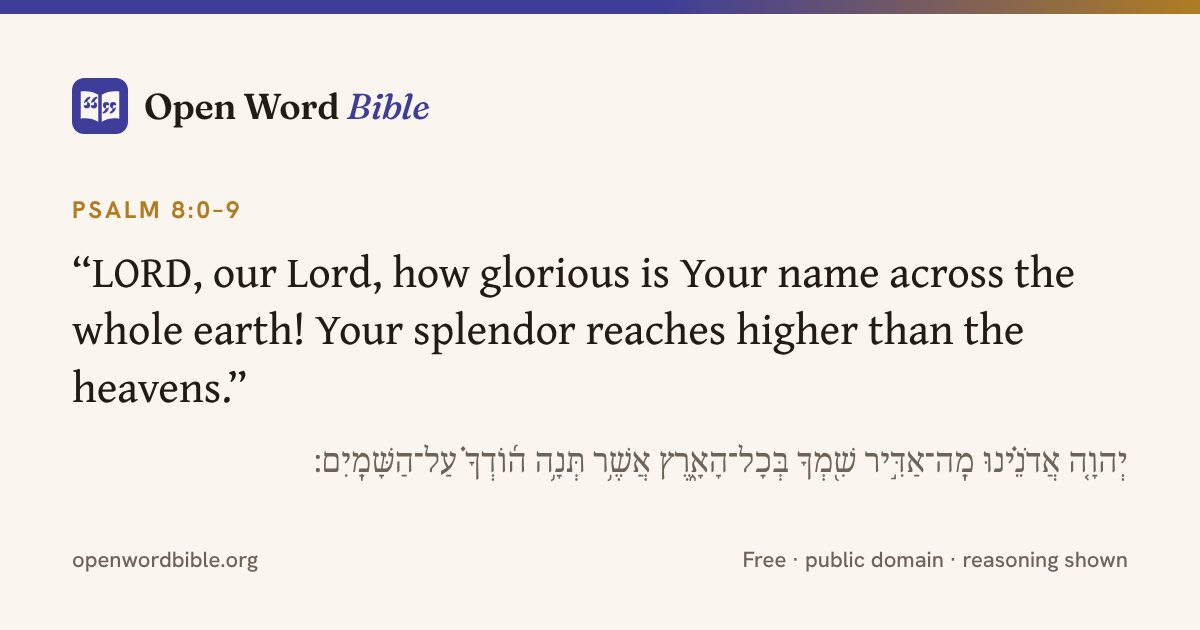 Open Word Bible
PSALM 8:0–9
“LORD, our Lord, how glorious is Your name across the
whole earth! Your splendor reaches higher than the
heavens.”
יְהוָ֤ה אֲדֹנֵ֗ינוּ מָֽה־אַדִּ֣יר שִׁ֭מְךָ בְּכָל־הָאָ֑רֶץ אֲשֶׁ֥ר תְּנָ֥ה ה֝וֹדְךָ֗ עַל־הַשָּׁמָֽיִם׃
openwordbible.org
Free · public domain · reasoning shown